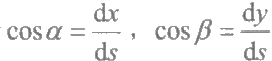 cos α = dx/ds , cos β = dy/ds